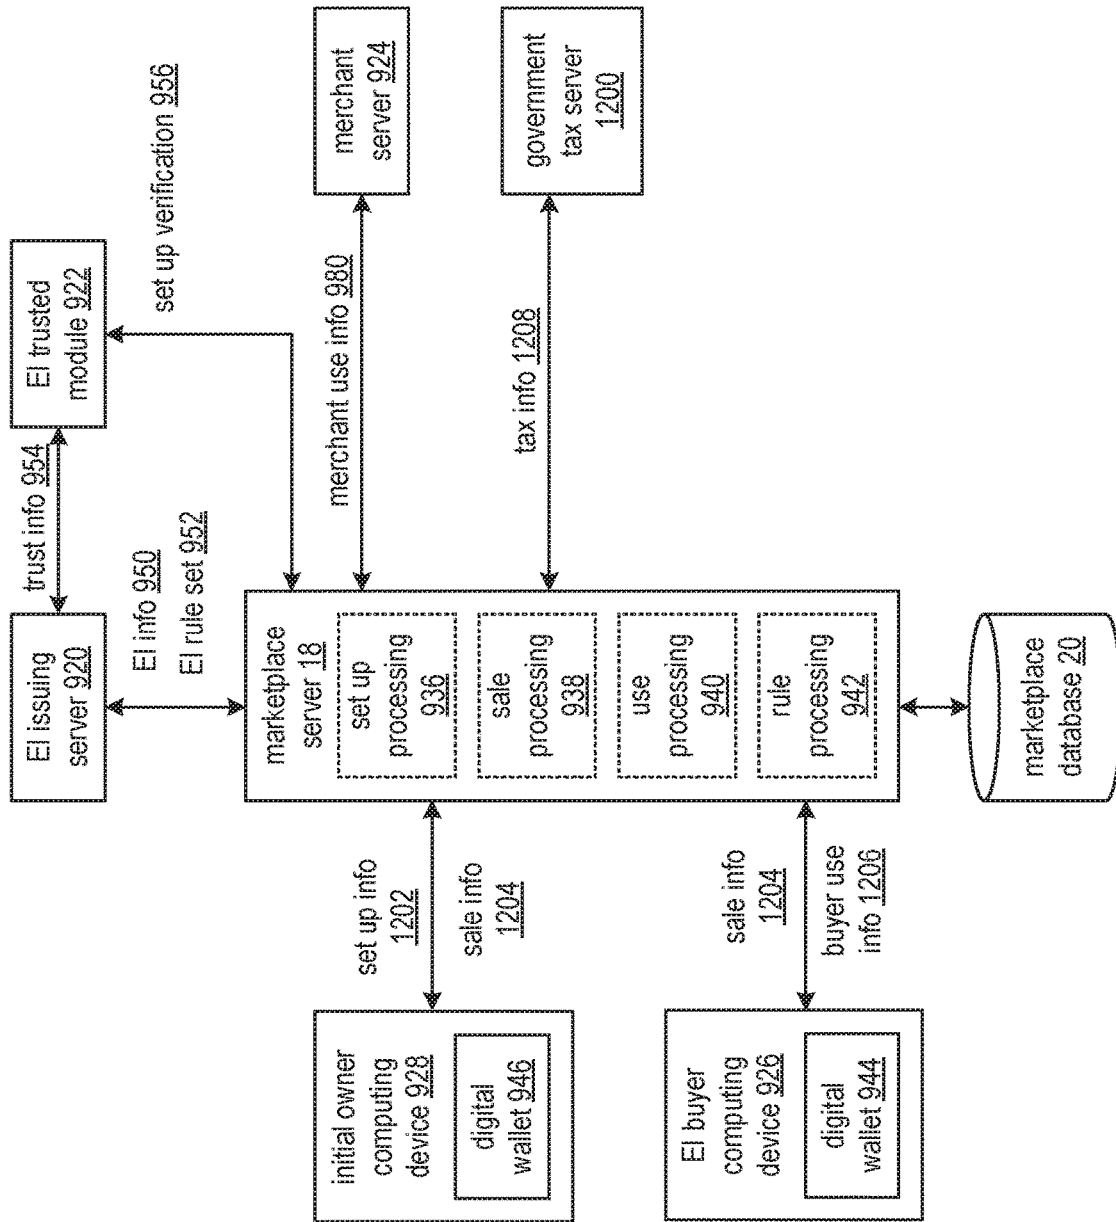 EI issuing
server 920
trust info 954
EI trusted
module 922
EI info 950
EI rule set 952
set up verification 956
initial owner
computing
device 928
digital
wallet 946
set up info
1202
sale info
1204
marketplace
server 18
set up
processing
936
sale
processing
938
use
processing
940
rule
processing
942
merchant use info 980
merchant
server 924
tax info 1208
government
tax server
1200
EI buyer
computing
device 926
digital
wallet 944
sale info
1204
buyer use
info 1206
marketplace
database 20